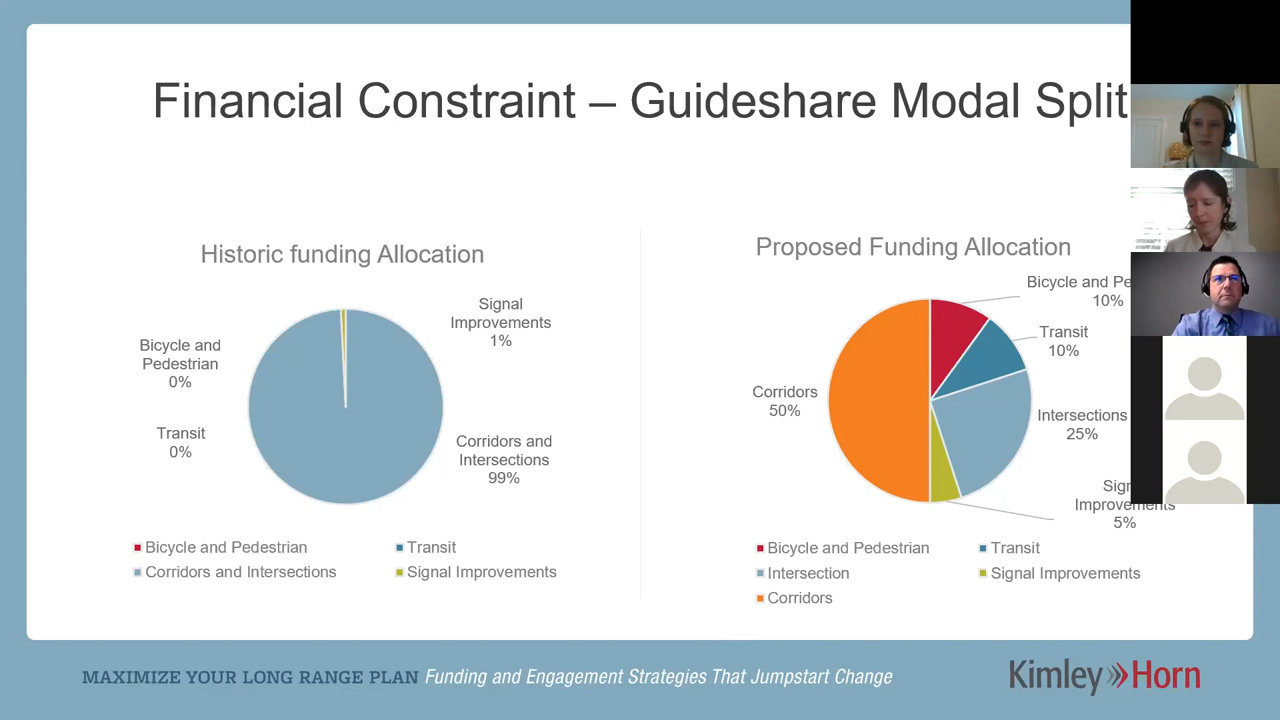 Financial Constraint – Guideshare Modal Split
Historic funding Allocation
Signal
Improvements
1%
Bicycle and
Pedestrian
0%
Transit
0%
Corridors and
Intersections
99%
Bicycle and Pedestrian
Transit
Corridors and Intersections
Signal Improvements
Proposed Funding Allocation
Bicycle and
10%
Transit
10%
Corridors
50%
Intersections
25%
Improvements
5%
Bicycle and Pedestrian
Transit
Intersection
Signal Improvements
Corridors
MAXIMIZE YOUR LONG RANGE PLAN Funding and Engagement Strategies That Jumpstart Change
Kimley»Horn